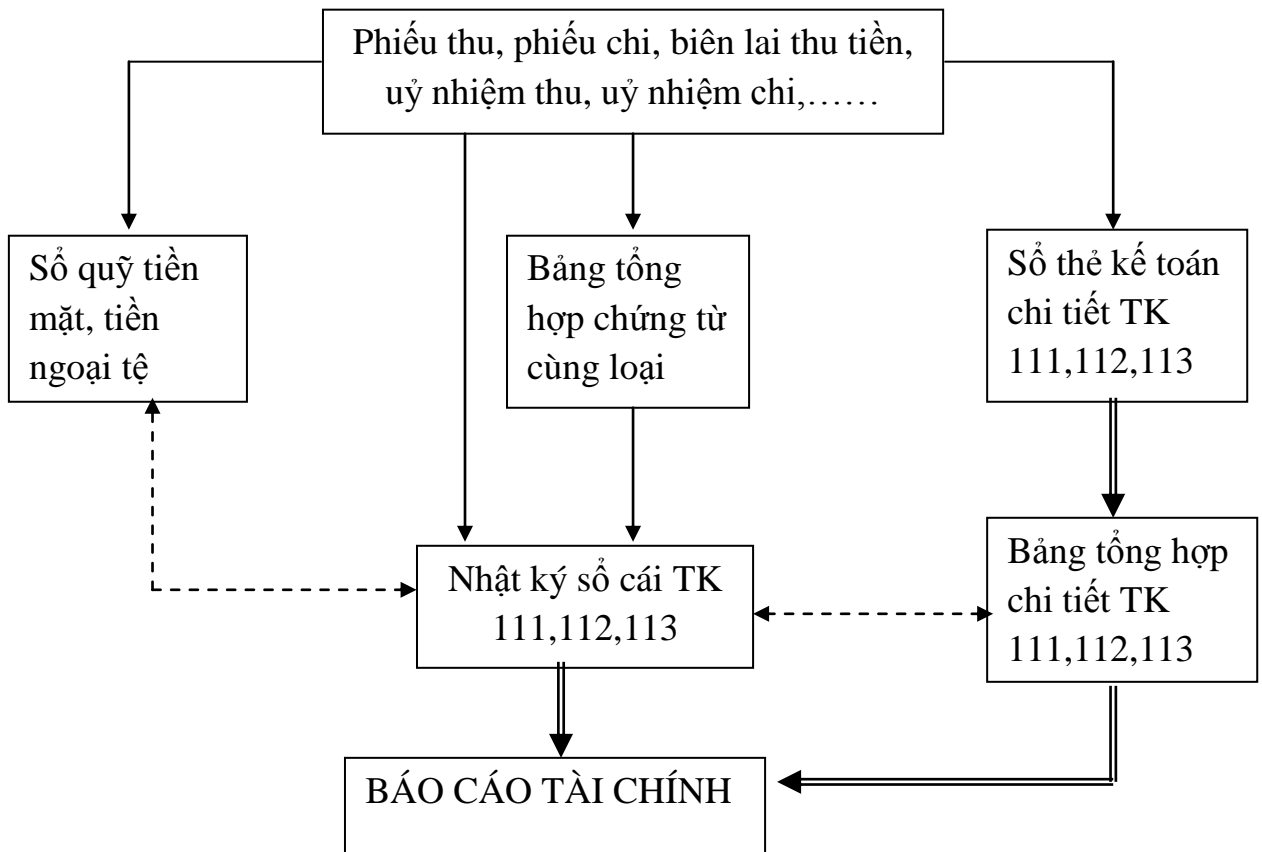 Phiếu thu, phiếu chi, biên lai thu tiền,
uỷ nhiệm thu, uỷ nhiệm chi,……
Sổ quỹ tiền
mặt, tiền
ngoại tệ
Bảng tổng
hợp chứng từ
cùng loại
Sổ thẻ kế toán
chi tiết TK
111,112,113
Nhật ký sổ cái TK
111,112,113
Bảng tổng hợp
chi tiết TK
111,112,113
BÁO CÁO TÀI CHÍNH